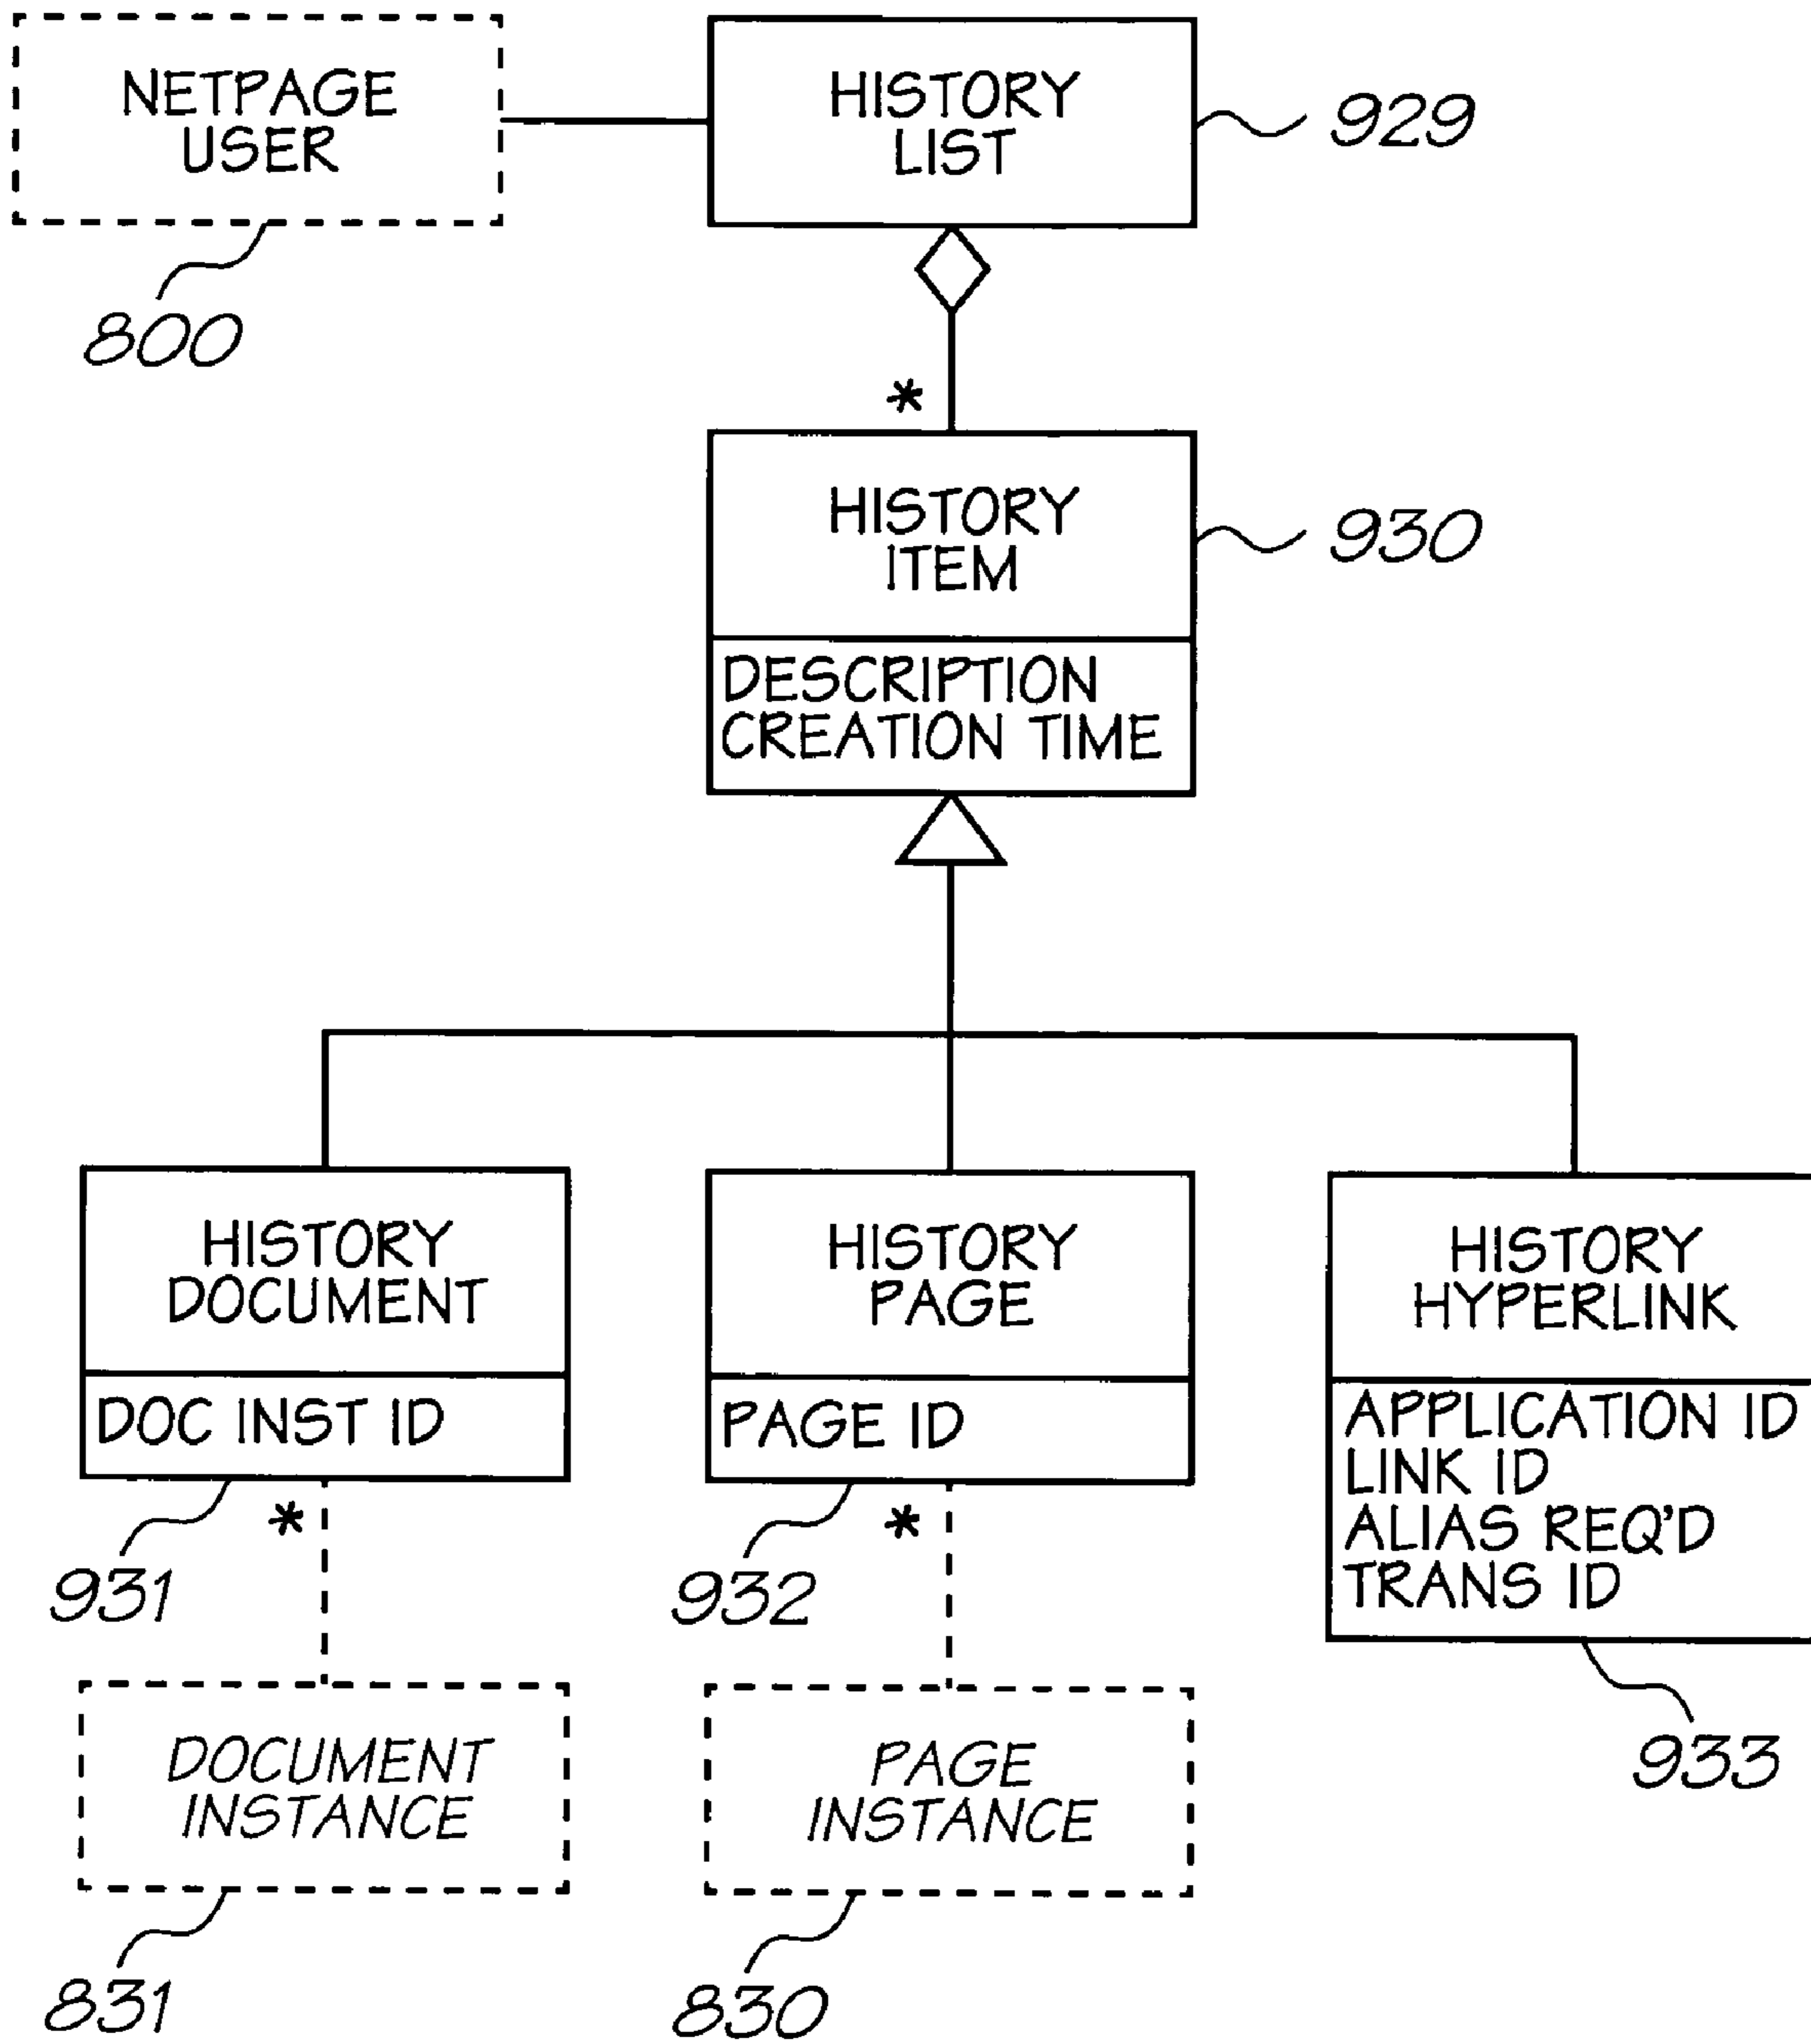 NETPAGE
USER
800
HISTORY
LIST
929
*
HISTORY
ITEM
930
DESCRIPTION
CREATION TIME
HISTORY
DOCUMENT
DOC INST ID
931
*
HISTORY
PAGE
PAGE ID
932
*
HISTORY
HYPERLINK
APPLICATION ID
LINK ID
ALIAS REQ'D
TRANS ID
933
DOCUMENT
INSTANCE
831
PAGE
INSTANCE
830